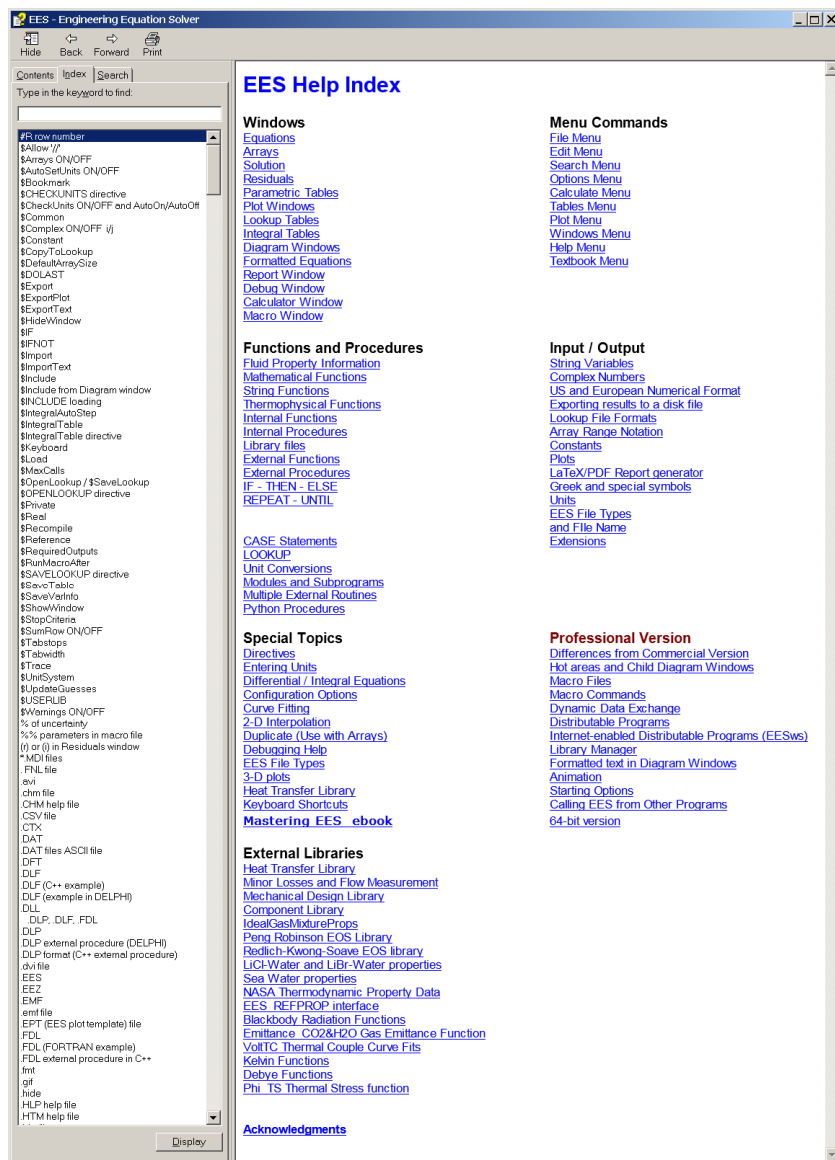 EES - Engineering Equation Solver
Hide Back Forward Print
Contents Index Search
Type in the keyword to find:
#R row number
$Allow '//'
$Arrays ON/OFF
$AutoSetUnits ON/OFF
$Bookmark
$CHECKUNITS directive
$CheckUnits ON/OFF and AutoOn/AutoOff
$Common
$Complex ON/OFF i/j
$Constant
$CopyToLookup
$DefaultArraySize
$DOLAST
$Export
$ExportPlot
$ExportText
$HideWindow
$IF
$IFNOT
$Import
$ImportText
$Include
$Include from Diagram window
$INCLUDE loading
$IntegralAutoStep
$IntegralTable
$IntegralTable directive
$Keyboard
$Load
$MaxCalls
$OpenLookup / $SaveLookup
$OPENLOOKUP directive
$Private
$Real
$Recompile
$Reference
$RequiredOutputs
$RunMacroAfter
$SAVELOOKUP directive
$SaveTable
$SaveVarInfo
$ShowWindow
$StopCriteria
$SumRow ON/OFF
$Tabstops
$Tabwidth
$Trace
$UnitSystem
$UpdateGuesses
$USERLIB
$Warnings ON/OFF
% of uncertainty
%% parameters in macro file
(r) or (i) in Residuals window
*.MDI files
. FNL file
.avi
.chm file
.CHM help file
.CSV file
.CTX
.DAT
.DAT files ASCII file
.DFT
.DLF
.DLF (C++ example)
.DLF (example in DELPHI)
.DLL
.DLP, .DLF, .FDL
.DLP
.DLP external procedure (DELPHI)
.DLP format (C++ external procedure)
.dvi file
.EES
.EEZ
.EMF
.emf file
.EPT (EES plot template) file
.FDL
.FDL (FORTRAN example)
.FDL external procedure in C++
.fmt
.gif
.hide
.HLP help file
.HTM help file
Display
EES Help Index
Windows
Equations
Arrays
Solution
Residuals
Parametric Tables
Plot Windows
Lookup Tables
Integral Tables
Diagram Windows
Formatted Equations
Report Window
Debug Window
Calculator Window
Macro Window
Menu Commands
File Menu
Edit Menu
Search Menu
Options Menu
Calculate Menu
Tables Menu
Plot Menu
Windows Menu
Help Menu
Textbook Menu
Functions and Procedures
Fluid Property Information
Mathematical Functions
String Functions
Thermophysical Functions
Internal Functions
Internal Procedures
Library files
External Functions
External Procedures
IF - THEN - ELSE
REPEAT - UNTIL
CASE Statements
LOOKUP
Unit Conversions
Modules and Subprograms
Multiple External Routines
Python Procedures
Input / Output
String Variables
Complex Numbers
US and European Numerical Format
Exporting results to a disk file
Lookup File Formats
Array Range Notation
Constants
Plots
LaTeX/PDF Report generator
Greek and special symbols
Units
EES File Types
and FIle Name
Extensions
Special Topics
Directives
Entering Units
Differential / Integral Equations
Configuration Options
Curve Fitting
2-D Interpolation
Duplicate (Use with Arrays)
Debugging Help
EES File Types
3-D plots
Heat Transfer Library
Keyboard Shortcuts
Mastering EES ebook
Professional Version
Differences from Commercial Version
Hot areas and Child Diagram Windows
Macro Files
Macro Commands
Dynamic Data Exchange
Distributable Programs
Internet-enabled Distributable Programs (EESws)
Library Manager
Formatted text in Diagram Windows
Animation
Starting Options
Calling EES from Other Programs
64-bit version
External Libraries
Heat Transfer Library
Minor Losses and Flow Measurement
Mechanical Design Library
Component Library
IdealGasMixtureProps
Peng Robinson EOS Library
Redlich-Kwong-Soave EOS library
LiCl-Water and LiBr-Water properties
Sea Water properties
NASA Thermodynamic Property Data
EES_REFPROP interface
Blackbody Radiation Functions
Emittance_CO2&H2O Gas Emittance Function
VoltTC Thermal Couple Curve Fits
Kelvin Functions
Debye Functions
Phi_TS Thermal Stress function
Acknowledgments